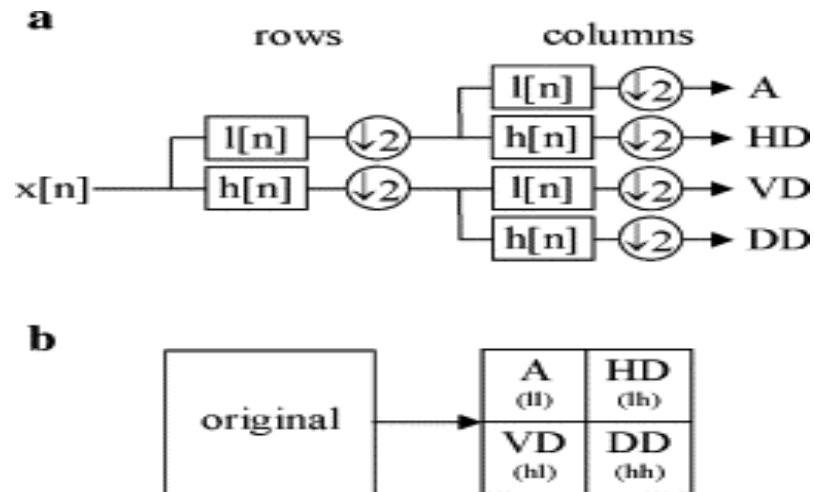 a
rows columns
l[n] ↓2 A
l[n] ↓2 h[n] ↓2 HD
x[n] h[n] ↓2 l[n] ↓2 VD
h[n] ↓2 DD
b
original
A HD
(ll) (lh)
VD DD
(hl) (hh)